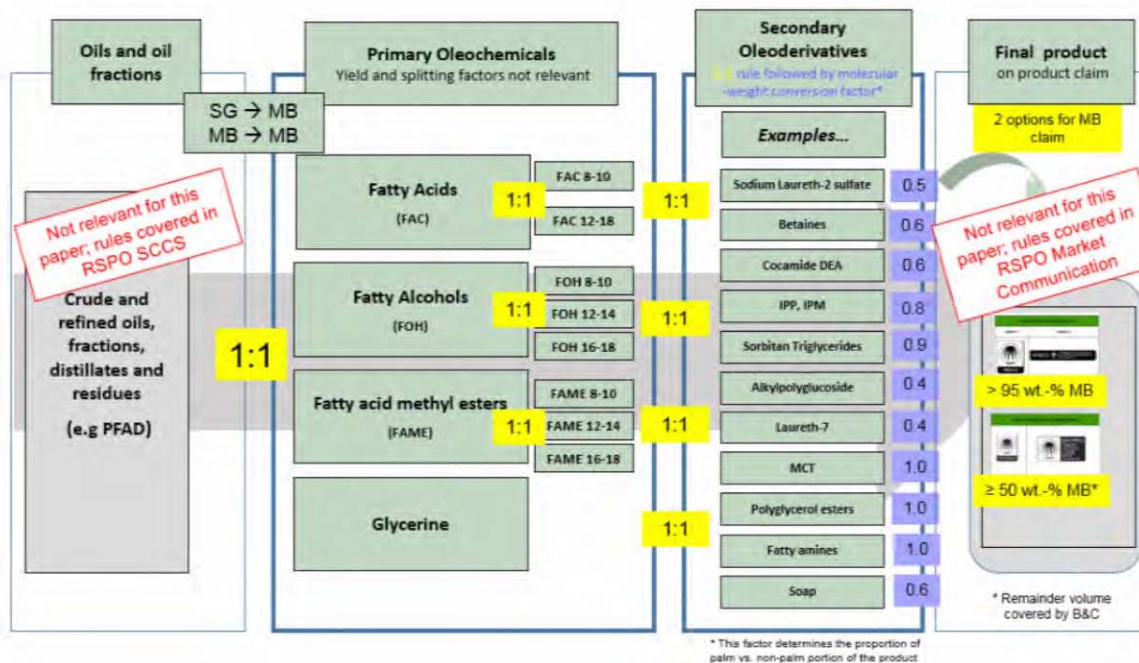 Oils and oil
fractions
Primary Oleochemicals
Yield and splitting factors not relevant
Secondary
Oleoderivatives
1:1 rule followed by molecular
-weight conversion factor*
Final product
on product claim
SG → MB
MB → MB
2 options for MB
claim
Examples...
Not relevant for this
paper; rules covered in
RSPO SCCS
Crude and
refined oils,
fractions,
distillates and
residues
(e.g PFAD)
1:1
Fatty Acids
(FAC)
1:1
FAC 8-10
FAC 12-18
1:1
Fatty Alcohols
(FOH)
1:1
FOH 8-10
FOH 12-14
FOH 16-18
1:1
Fatty acid methyl esters
(FAME)
1:1
FAME 8-10
FAME 12-14
FAME 16-18
1:1
Glycerine
1:1
Sodium Laureth-2 sulfate 0.5
Betaines 0.6
Cocamide DEA 0.6
IPP, IPM 0.8
Sorbitan Triglycerides 0.9
Alkylpolyglucoside 0.4
Laureth-7 0.4
MCT 1.0
Polyglycerol esters 1.0
Fatty amines 1.0
Soap 0.6
* This factor determines the proportion of
palm vs. non-palm portion of the product
Not relevant for this
paper; rules covered in
RSPO Market
Communication
> 95 wt.-% MB
≥ 50 wt.-% MB*
* Remainder volume
covered by B&C